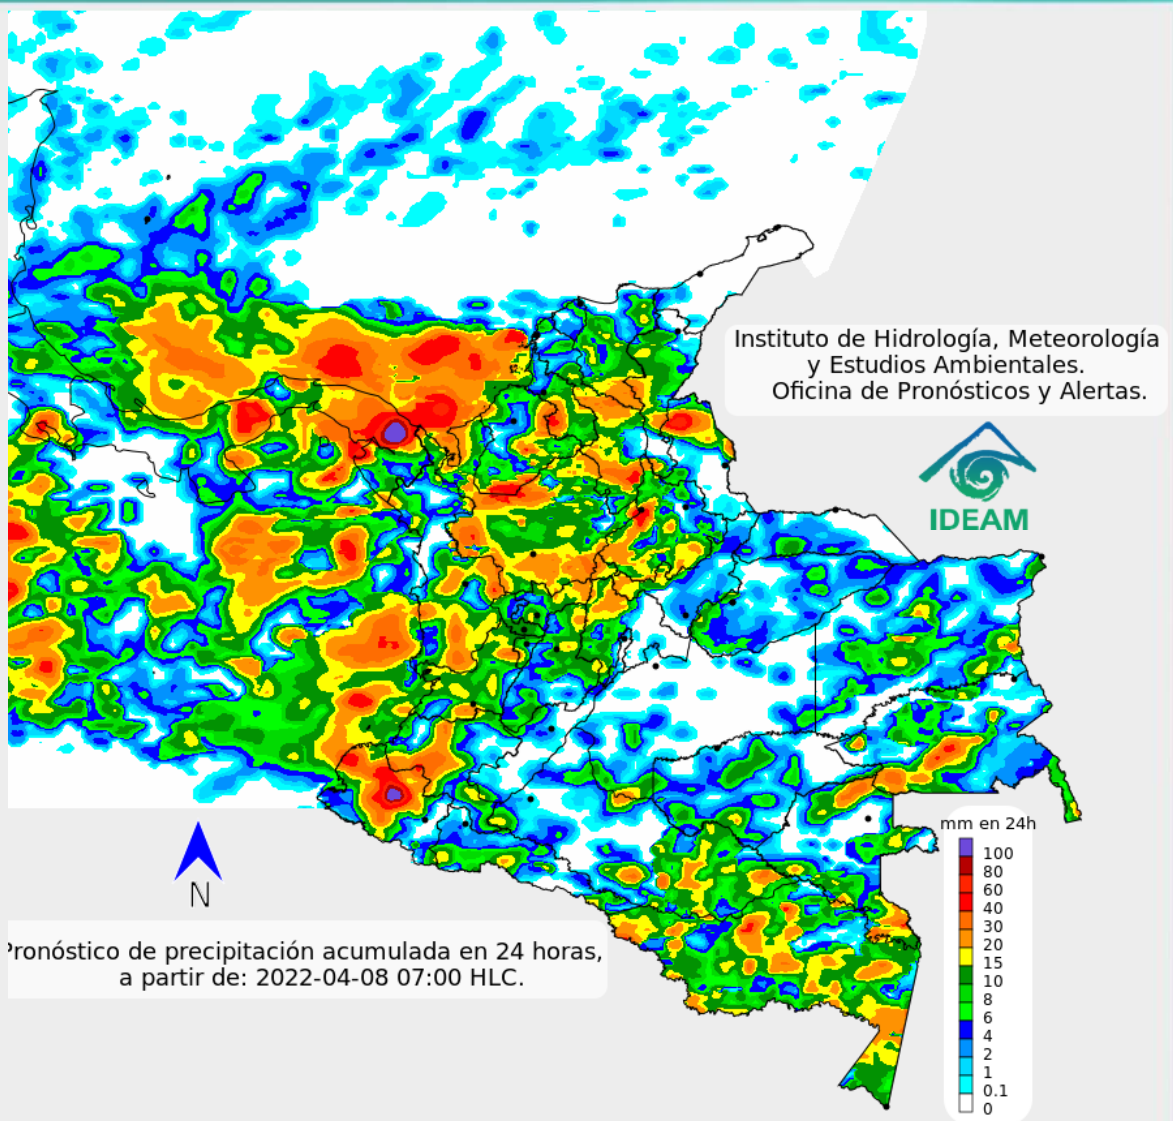 Instituto de Hidrología, Meteorología
y Estudios Ambientales.
Oficina de Pronósticos y Alertas.
IDEAM
mm en 24h
100
80
60
40
30
20
15
10
8
6
4
2
1
0.1
0
N
Pronóstico de precipitación acumulada en 24 horas,
a partir de: 2022-04-08 07:00 HLC.